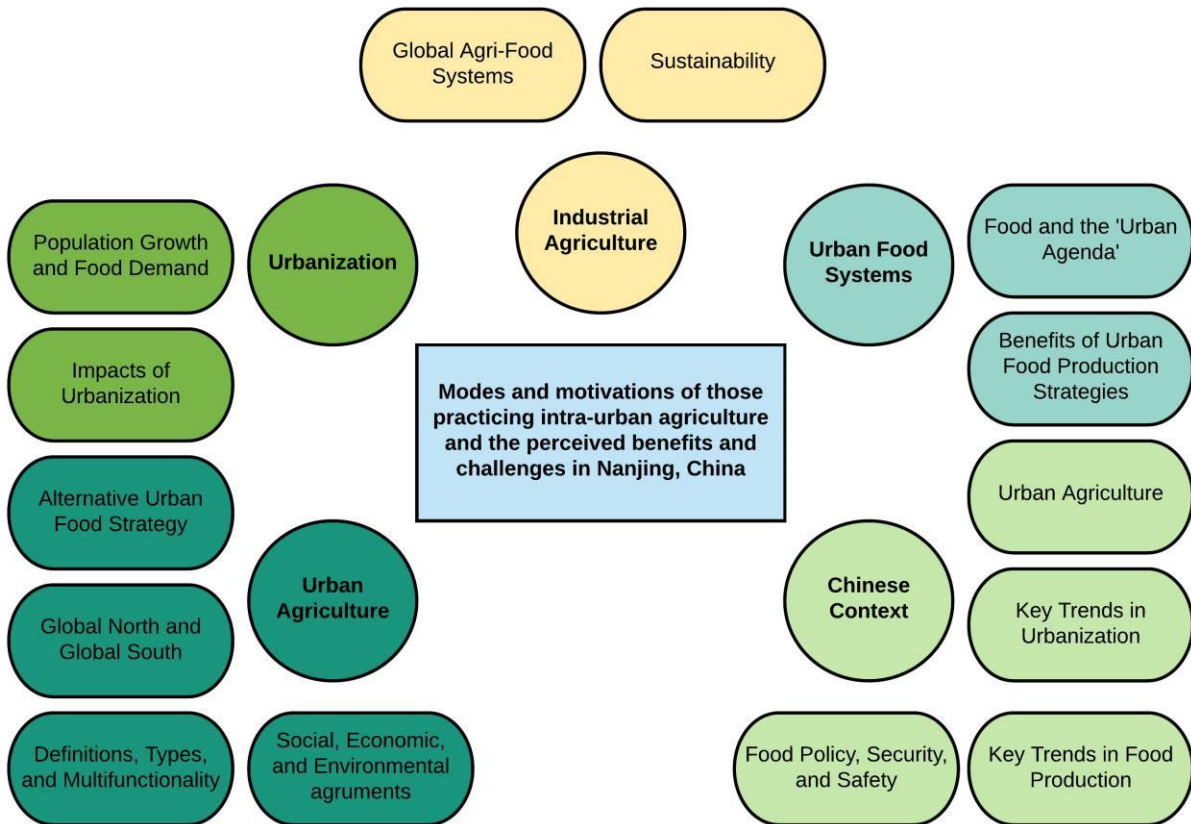 Global Agri-Food
Systems
Sustainability
Industrial
Agriculture
Urbanization
Population Growth
and Food Demand
Impacts of
Urbanization
Urban Food
Systems
Food and the 'Urban
Agenda'
Benefits of Urban
Food Production
Strategies
Modes and motivations of those
practicing intra-urban agriculture
and the perceived benefits and
challenges in Nanjing, China
Alternative Urban
Food Strategy
Global North and
Global South
Definitions, Types,
and Multifunctionality
Urban
Agriculture
Social, Economic,
and Environmental
agruments
Chinese
Context
Urban Agriculture
Key Trends in
Urbanization
Food Policy, Security,
and Safety
Key Trends in Food
Production